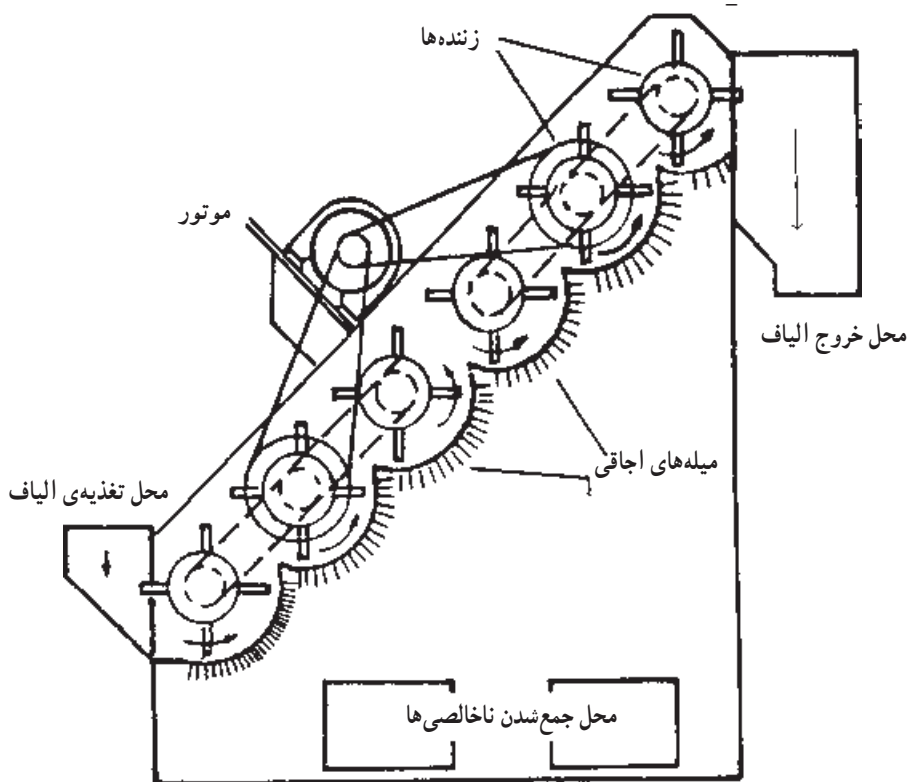 زننده‌ها
موتور
محل خروج الیاف
میله‌های اجاقی
محل تغذیه‌ی الیاف
محل جمع‌شدن ناخالصی‌ها